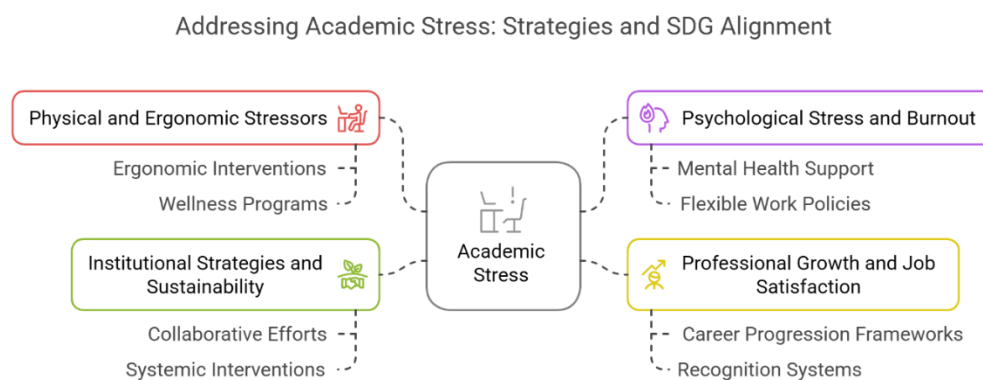 Addressing Academic Stress: Strategies and SDG Alignment
Physical and Ergonomic Stressors
Ergonomic Interventions
Wellness Programs
Psychological Stress and Burnout
Mental Health Support
Flexible Work Policies
Academic
Stress
Institutional Strategies and
Sustainability
Collaborative Efforts
Systemic Interventions
Professional Growth and Job
Satisfaction
Career Progression Frameworks
Recognition Systems